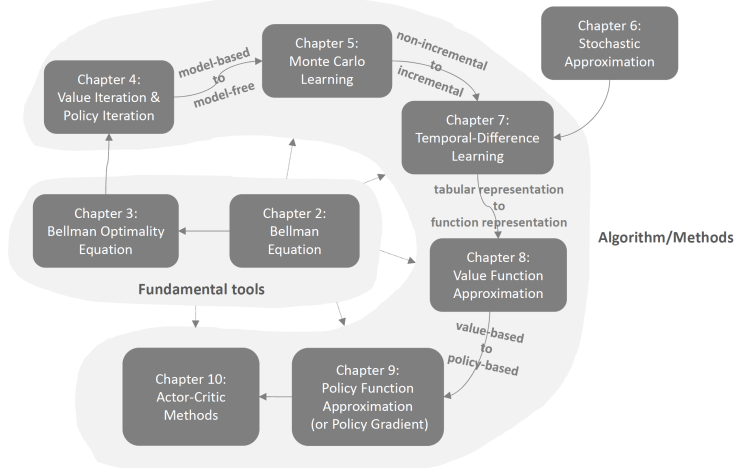 Chapter 4:
Value Iteration &
Policy Iteration
model-based
to
model-free
Chapter 5:
Monte Carlo
Learning
non-incremental
to
incremental
Chapter 6:
Stochastic
Approximation
Chapter 7:
Temporal-Difference
Learning
tabular representation
to
function representation
Chapter 3:
Bellman Optimality
Equation
Chapter 2:
Bellman
Equation
Fundamental tools
Algorithm/Methods
Chapter 8:
Value Function
Approximation
value-based
to
policy-based
Chapter 9:
Policy Function
Approximation
(or Policy Gradient)
Chapter 10:
Actor-Critic
Methods